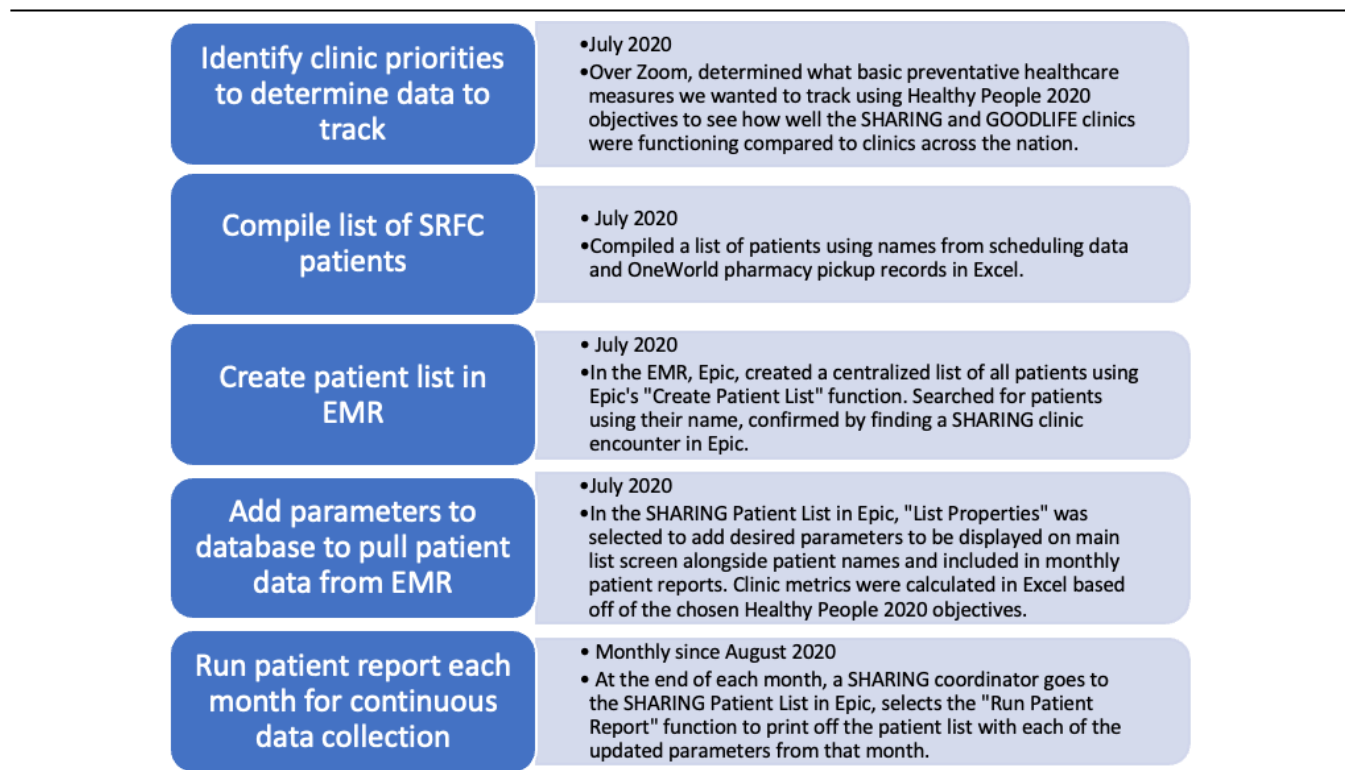 Identify clinic priorities
to determine data to
track
•July 2020
•Over Zoom, determined what basic preventative healthcare
measures we wanted to track using Healthy People 2020
objectives to see how well the SHARING and GOODLIFE clinics
were functioning compared to clinics across the nation.
Compile list of SRFC
patients
• July 2020
•Compiled a list of patients using names from scheduling data
and OneWorld pharmacy pickup records in Excel.
Create patient list in
EMR
• July 2020
•In the EMR, Epic, created a centralized list of all patients using
Epic's "Create Patient List" function. Searched for patients
using their name, confirmed by finding a SHARING clinic
encounter in Epic.
Add parameters to
database to pull patient
data from EMR
•July 2020
•In the SHARING Patient List in Epic, "List Properties" was
selected to add desired parameters to be displayed on main
list screen alongside patient names and included in monthly
patient reports. Clinic metrics were calculated in Excel based
off of the chosen Healthy People 2020 objectives.
Run patient report each
month for continuous
data collection
• Monthly since August 2020
• At the end of each month, a SHARING coordinator goes to
the SHARING Patient List in Epic, selects the "Run Patient
Report" function to print off the patient list with each of the
updated parameters from that month.